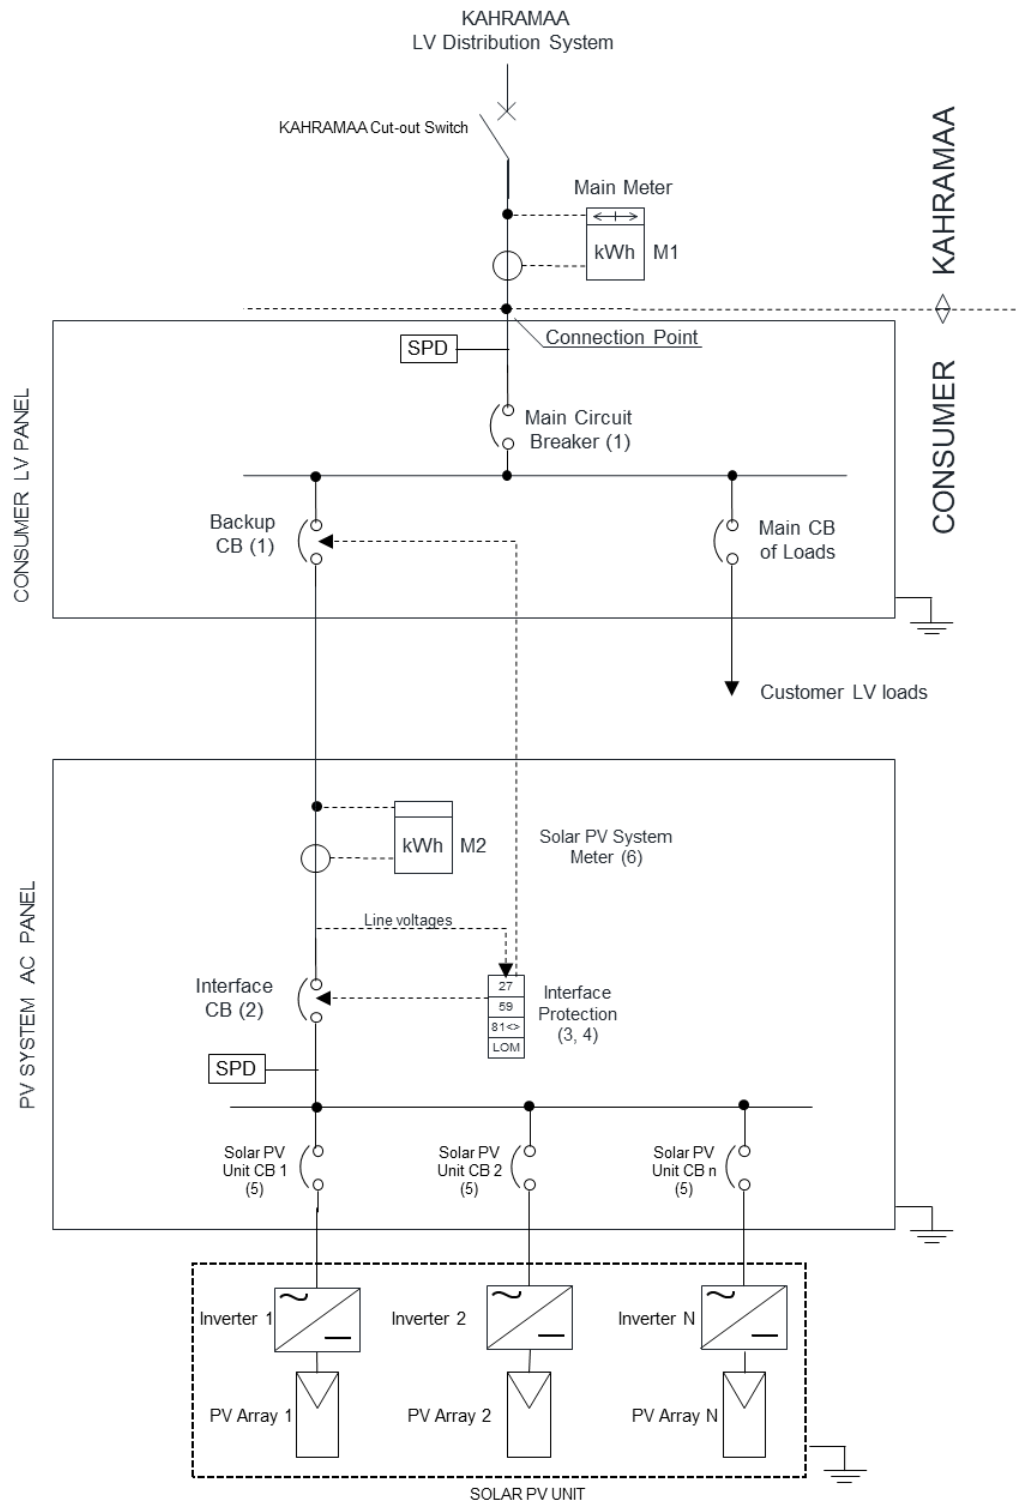 KAHRAMAA
LV Distribution System
KAHRAMAA Cut-out Switch
Main Meter
kWh
M1
KAHRAMAA
CONSUMER
Connection Point
SPD
Main Circuit
Breaker (1)
CONSUMER LV PANEL
Backup
CB (1)
Main CB
of Loads
Customer LV loads
kWh
M2
Solar PV System
Meter (6)
PV SYSTEM AC PANEL
Line voltages
Interface
CB (2)
27
59
81<>
LOM
Interface
Protection
(3, 4)
SPD
Solar PV
Unit CB 1
(5)
Solar PV
Unit CB 2
(5)
Solar PV
Unit CB n
(5)
Inverter 1
Inverter 2
Inverter N
PV Array 1
PV Array 2
PV Array N
SOLAR PV UNIT